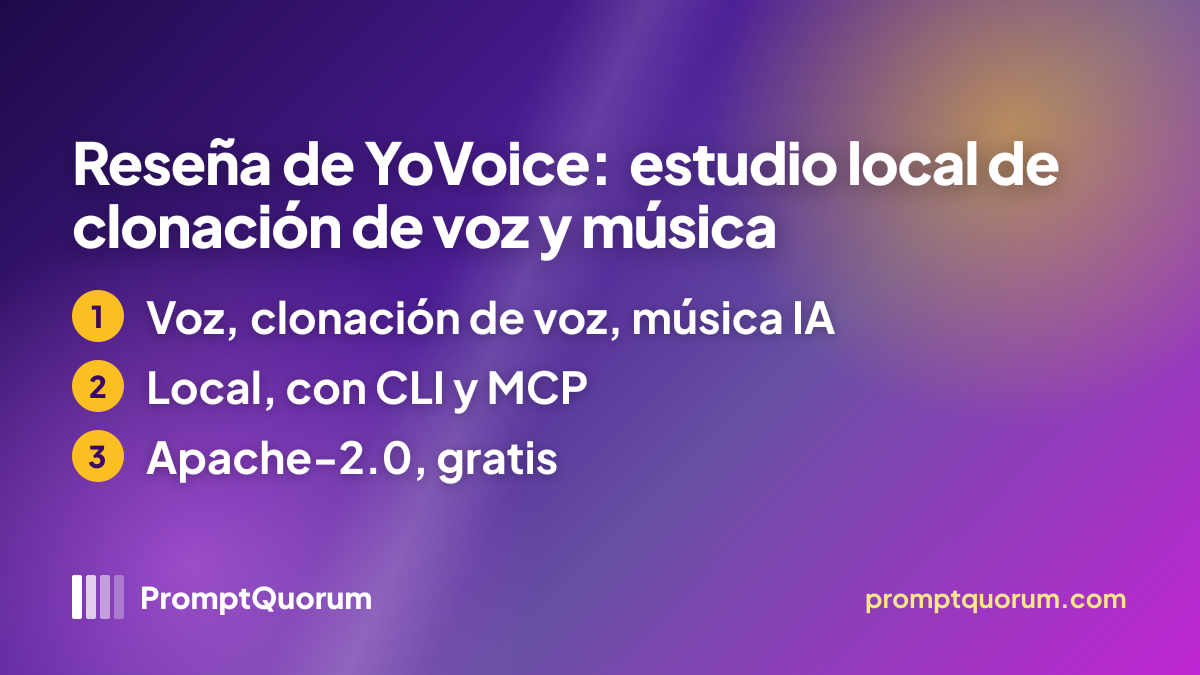 Reseña de YoVoice: estudio local de
clonación de voz y música
1 Voz, clonación de voz, música IA
2 Local, con CLI y MCP
3 Apache-2.0, gratis
PromptQuorum
promptquorum.com